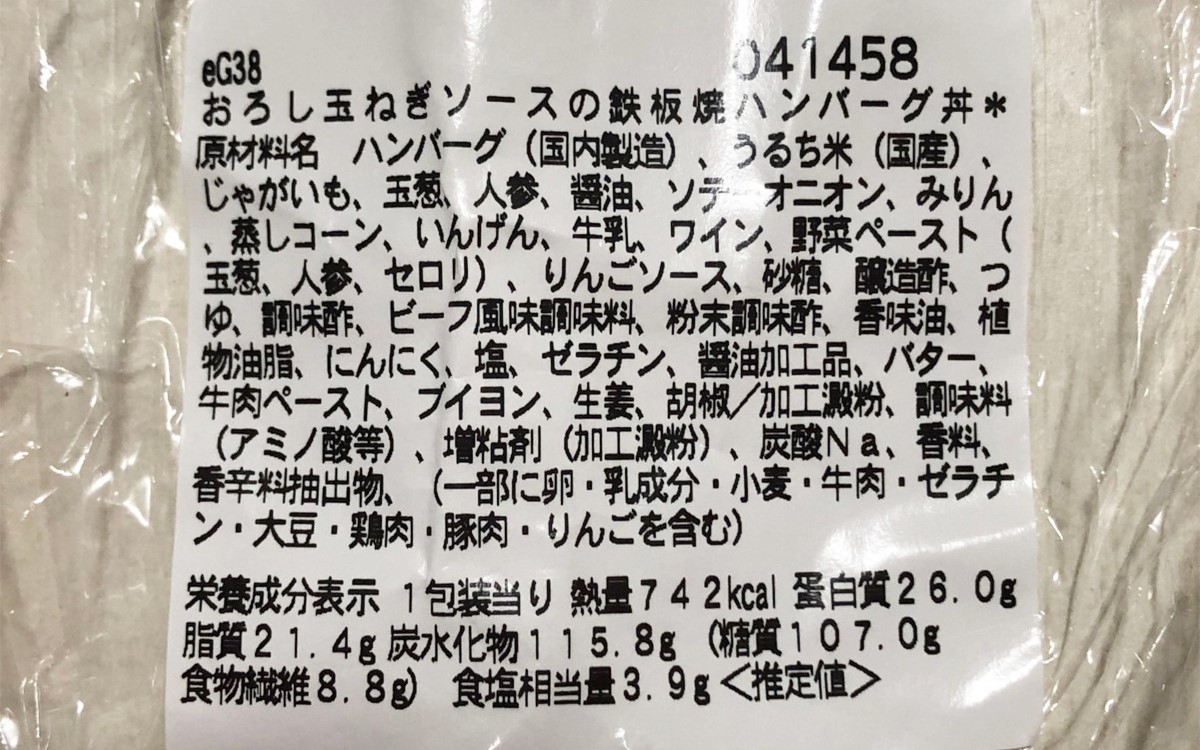 eG38 041458
おろし玉ねぎソースの鉄板焼ハンバーグ丼＊
原材料名　ハンバーグ（国内製造）、うるち米（国産）、
じゃがいも、玉葱、人参、醤油、ソテーオニオン、みりん
、蒸しコーン、いんげん、牛乳、ワイン、野菜ペースト（
玉葱、人参、セロリ）、りんごソース、砂糖、醸造酢、つ
ゆ、調味酢、ビーフ風味調味料、粉末調味酢、香味油、植
物油脂、にんにく、塩、ゼラチン、醤油加工品、バター、
牛肉ペースト、ブイヨン、生姜、胡椒／加工澱粉、調味料
（アミノ酸等）、増粘剤（加工澱粉）、炭酸Ｎａ、香料、
香辛料抽出物、（一部に卵・乳成分・小麦・牛肉・ゼラチ
ン・大豆・鶏肉・豚肉・りんごを含む）
栄養成分表示 １包装当り 熱量７４２kcal 蛋白質２６.０g
脂質２１.４g 炭水化物１１５.８g （糖質１０７.０g
食物繊維８.８g） 食塩相当量３.９g＜推定値＞